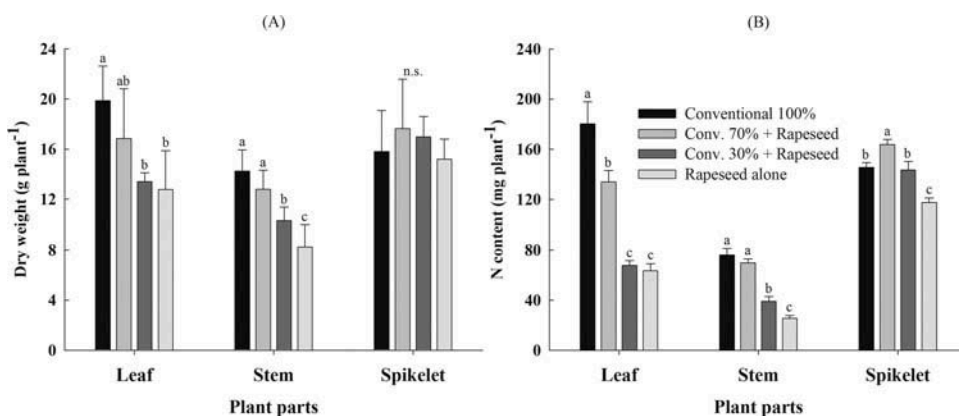 (A)
24
20
16
12
8
4
0
Dry weight (g plant⁻¹)
a
ab
b
b
a
a
b
c
n.s.
Leaf
Stem
Spikelet
Plant parts
(B)
240
200
160
120
80
40
0
N content (mg plant⁻¹)
a
b
c
c
a
a
b
c
b
a
b
c
Conventional 100%
Conv. 70% + Rapeseed
Conv. 30% + Rapeseed
Rapeseed alone
Leaf
Stem
Spikelet
Plant parts